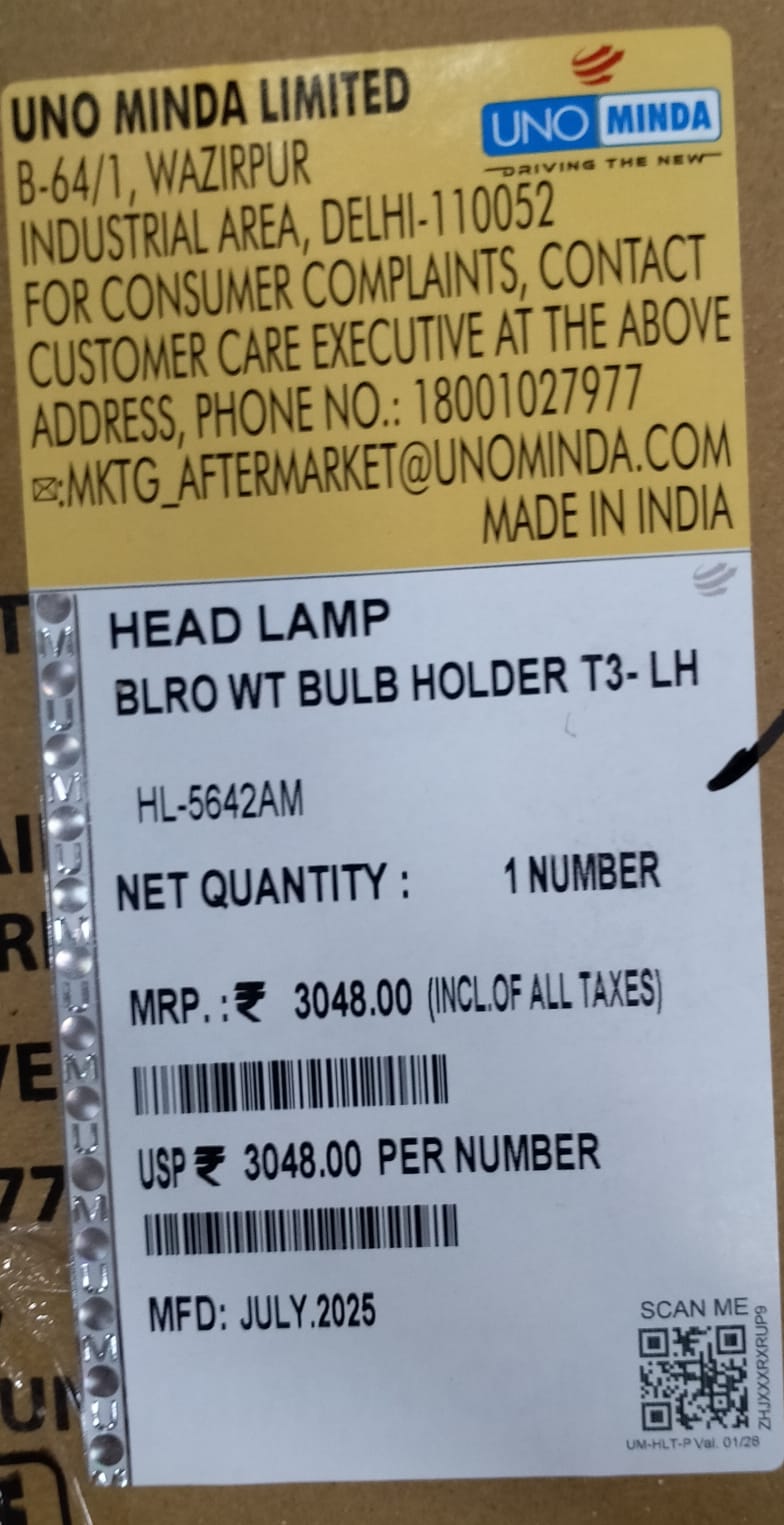 UNO MINDA LIMITED
UNO MINDA
DRIVING THE NEW
B-64/1, WAZIRPUR
INDUSTRIAL AREA, DELHI-110052
FOR CONSUMER COMPLAINTS, CONTACT
CUSTOMER CARE EXECUTIVE AT THE ABOVE
ADDRESS, PHONE NO.: 18001027977
✉:MKTG_AFTERMARKET@UNOMINDA.COM
MADE IN INDIA
HEAD LAMP
BLRO WT BULB HOLDER T3- LH
HL-5642AM
NET QUANTITY : 1 NUMBER
MRP. :₹ 3048.00 (INCL.OF ALL TAXES)
USP ₹ 3048.00 PER NUMBER
MFD: JULY.2025
SCAN ME
ZHJXXXRXRUP9
UM-HLT-P Val. 01/28